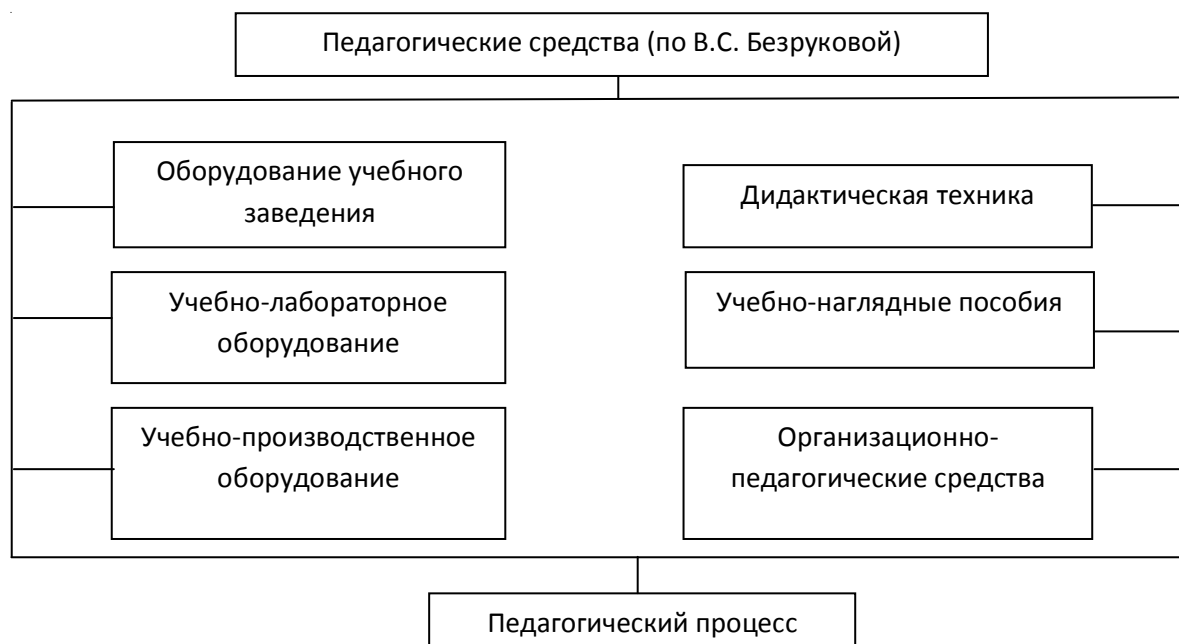 Педагогические средства (по В.С. Безруковой)
Оборудование учебного
заведения
Дидактическая техника
Учебно-лабораторное
оборудование
Учебно-наглядные пособия
Учебно-производственное
оборудование
Организационно-
педагогические средства
Педагогический процесс